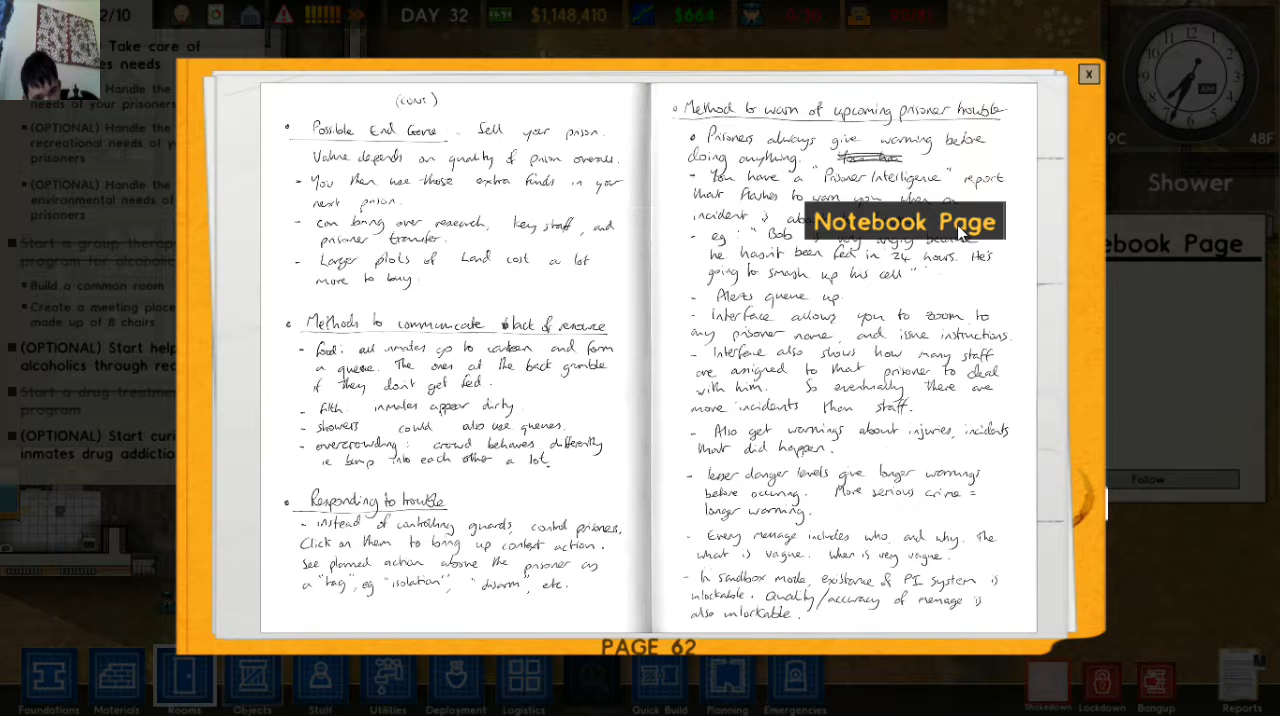 2/10
DAY 32
$1,148,410
$664
Take care of
es needs
Handle the
needs of your prisoners
(OPTIONAL) Handle the
recreational needs of y
prisoners
(OPTIONAL) Handle the
environmental needs of
prisoners
Start a group therap
program for alcoholics
Build a common room
Create a meeting place
made up of 8 chairs
(OPTIONAL) Start help
alcoholics through reco
Start a drug treatment
program
(OPTIONAL) Start curi
inmates drug addiction
(CONT.)
Possible End Game .. Sell your prison.
Value depends on quality of prison overall.
- You then use those extra funds in your
next prison.
- can bring over research, key staff, and
prisoner transfer.
- Larger plots of Land cost a lot
more to buy.
Methods to communicate lack of resource
- food: all inmates go to canteen and form
a queue. The ones at the back grumble
if they don't get fed.
- filth: inmates appear dirty.
- showers could also use queues.
- overcrowding: crowd behaves differently
ie bump into each other a lot.
Responding to trouble
- instead of controlling guards, control prisoners.
Click on them to bring up context action.
See planned action above the prisoner as
a "tag", eg "isolation", "disarm", etc.
Method to warn of upcoming prisoner trouble
Prisoners always give warning before
doing anything.
- You have a "Prisoner Intelligence" report
that flashes to warn you when an
incident is
Notebook Page
- eg: "Bob is very angry because
he hasn't been fed in 24 hours. He's
going to smash up his cell"
- Alerts queue up.
- Interface allows you to zoom to
any prisoner name, and issue instructions.
- Interface also shows how many staff
are assigned to that prisoner to deal
with him. So eventually there are
more incidents than staff.
- Also get warnings about injuries, incidents
that did happen.
- lesser danger levels give longer warnings
before occuring. More serious crime =
longer warning.
- Every message includes who, and why. The
what is vague. When is very vague.
- In sandbox mode, existance of PI system is
unlockable. Quality/accuracy of message is
also unlockable.
x
PAGE 62
12
AM
9C
48F
Shower
ebook Page
Follow
Foundations
Materials
Rooms
Objects
Staff
Utilities
Deployment
Logistics
Quick Build
Planning
Emergencies
Shakedown
Lockdown
Bangup
Reports